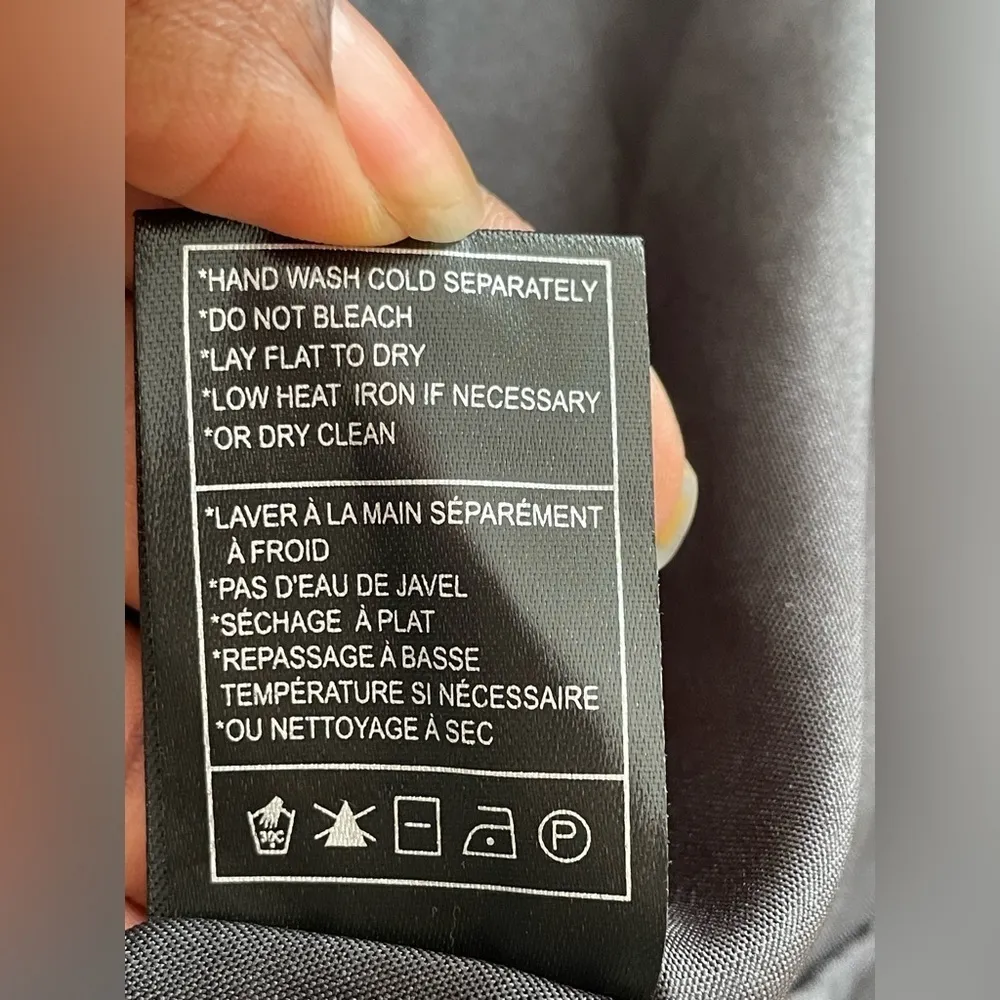 *HAND WASH COLD SEPARATELY
*DO NOT BLEACH
*LAY FLAT TO DRY
*LOW HEAT IRON IF NECESSARY
*OR DRY CLEAN
*LAVER À LA MAIN SÉPARÉMENT
À FROID
*PAS D'EAU DE JAVEL
*SÉCHAGE À PLAT
*REPASSAGE À BASSE
TEMPÉRATURE SI NÉCESSAIRE
*OU NETTOYAGE À SEC
30C P